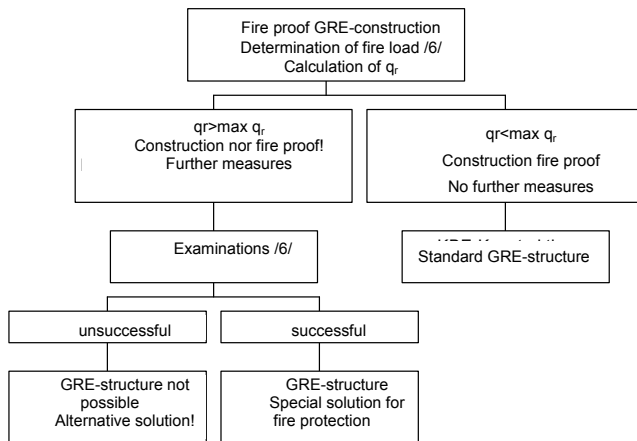 Fire proof GRE-construction
Determination of fire load /6/
Calculation of qr
qr>max qr
Construction nor fire proof!
Further measures
qr<max qr
Construction fire proof
No further measures
Examinations /6/
Standard GRE-structure
unsuccessful
successful
GRE-structure not
possible
Alternative solution!
GRE-structure
Special solution for
fire protection